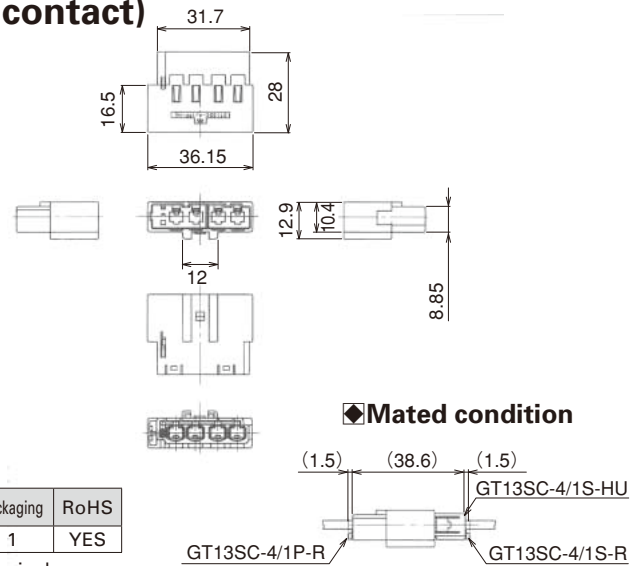 contact)
31.7
16.5
28
36.15
12.9
10.4
12
8.85
◆Mated condition
(1.5) (38.6) (1.5)
GT13SC-4/1S-HU
GT13SC-4/1P-R
GT13SC-4/1S-R
ckaging RoHS
1 YES